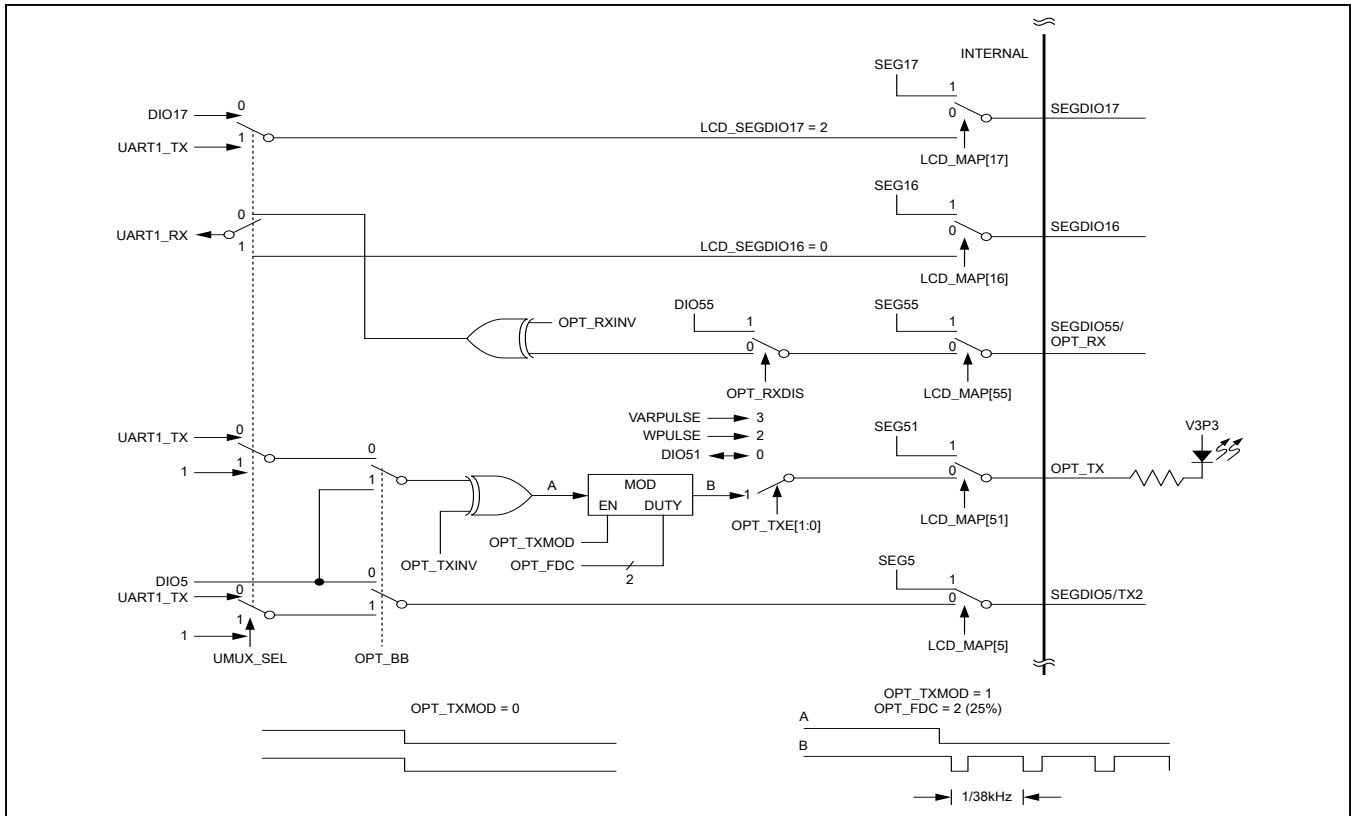 INTERNAL
SEG17
1
0
DIO17
0
1
UART1_TX
LCD_SEGDIO17 = 2
SEGDIO17
LCD_MAP[17]
SEG16
1
0
UART1_RX
0
1
LCD_SEGDIO16 = 0
SEGDIO16
LCD_MAP[16]
OPT_RXINV
DIO55
1
0
OPT_RXDIS
SEG55
1
0
LCD_MAP[55]
SEGDIO55/
OPT_RX
VARPULSE
3
WPULSE
2
DIO51
0
UART1_TX
0
1
1
0
1
OPT_TXINV
A
MOD
EN DUTY
B
1
OPT_TXE[1:0]
OPT_TXMOD
OPT_FDC
2
SEG51
1
0
LCD_MAP[51]
OPT_TX
V3P3
DIO5
UART1_TX
0
1
1
UMUX_SEL
0
1
OPT_BB
SEG5
1
0
LCD_MAP[5]
SEGDIO5/TX2
OPT_TXMOD = 0
OPT_TXMOD = 1
OPT_FDC = 2 (25%)
A
B
1/38kHz